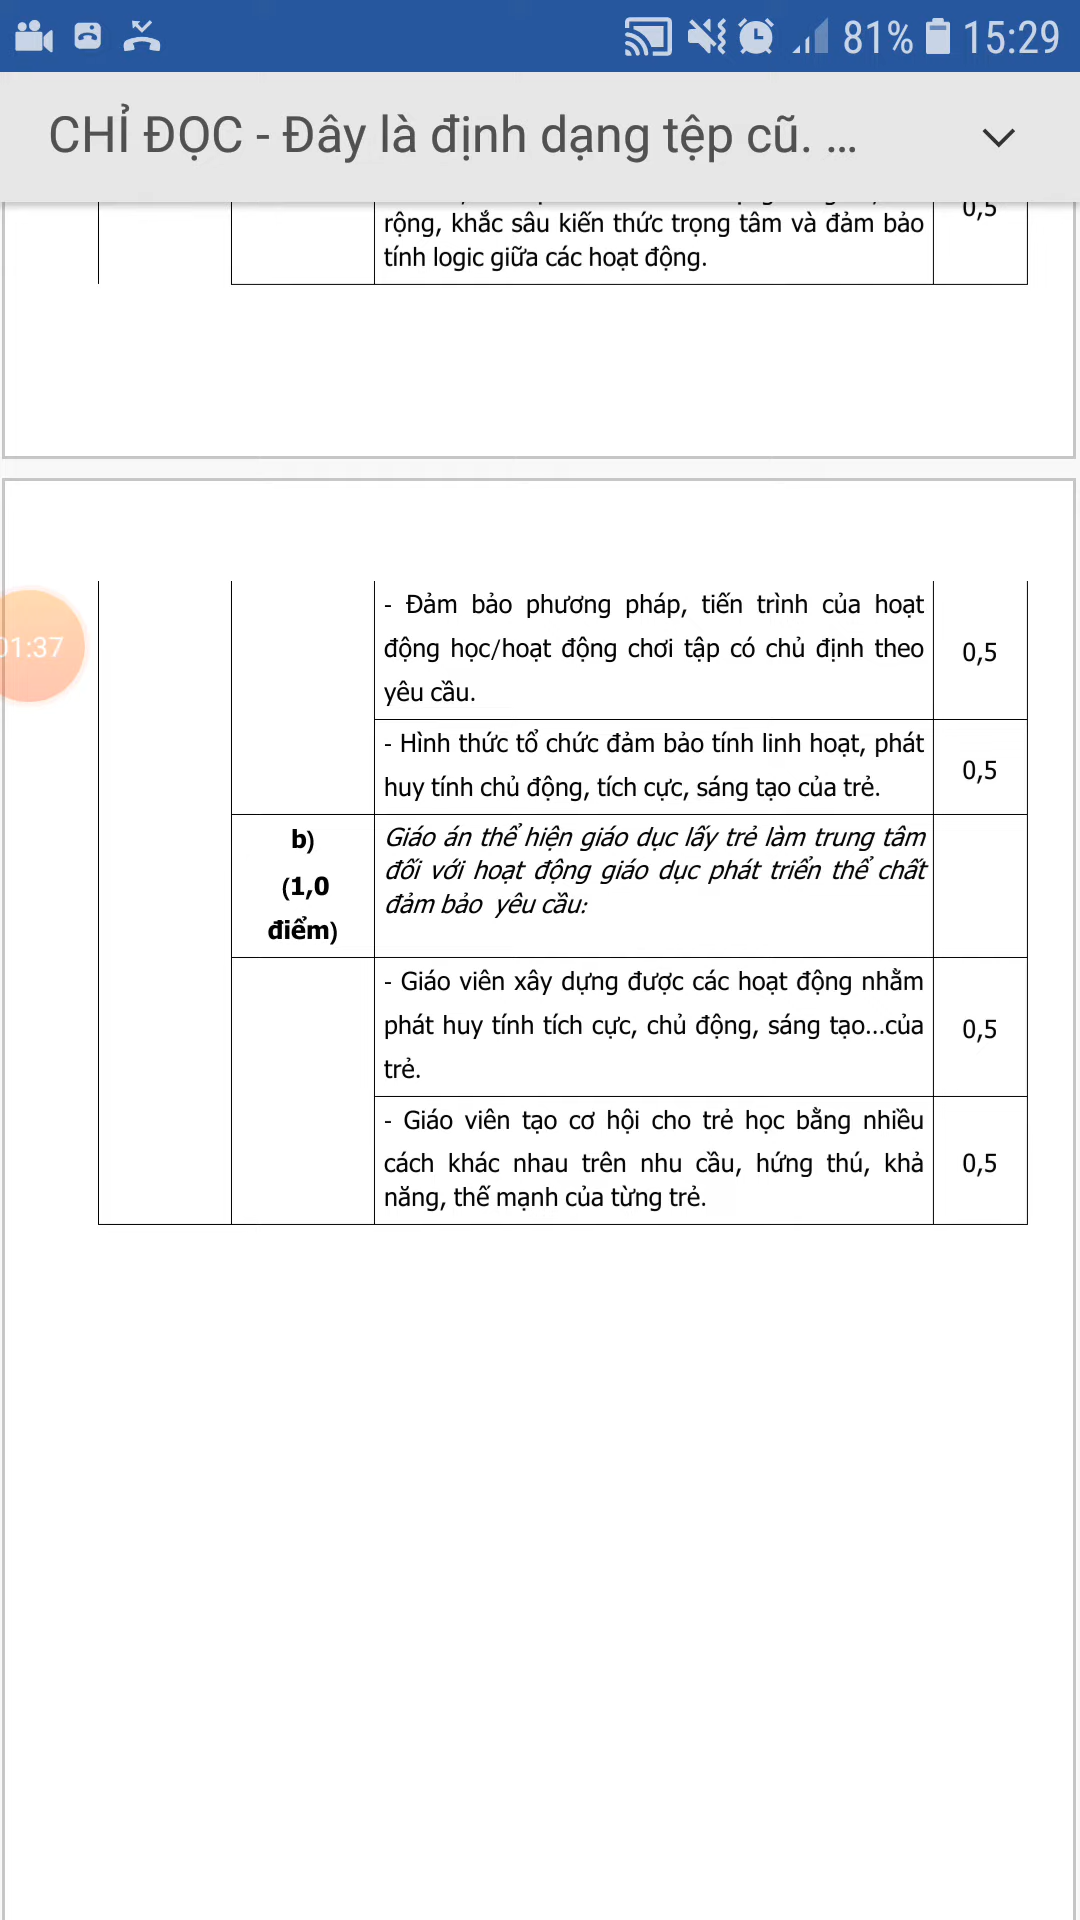 81% 15:29
CHỈ ĐỌC - Đây là định dạng tệp cũ. ...
rộng, khắc sâu kiến thức trọng tâm và đảm bảo
tính logic giữa các hoạt động.
0,5
01:37
- Đảm bảo phương pháp, tiến trình của hoạt
động học/hoạt động chơi tập có chủ định theo
yêu cầu.
0,5
- Hình thức tổ chức đảm bảo tính linh hoạt, phát
huy tính chủ động, tích cực, sáng tạo của trẻ.
0,5
b)
(1,0
điểm)
Giáo án thể hiện giáo dục lấy trẻ làm trung tâm
đối với hoạt động giáo dục phát triển thể chất
đảm bảo yêu cầu:
- Giáo viên xây dựng được các hoạt động nhằm
phát huy tính tích cực, chủ động, sáng tạo...của
trẻ.
0,5
- Giáo viên tạo cơ hội cho trẻ học bằng nhiều
cách khác nhau trên nhu cầu, hứng thú, khả
năng, thế mạnh của từng trẻ.
0,5